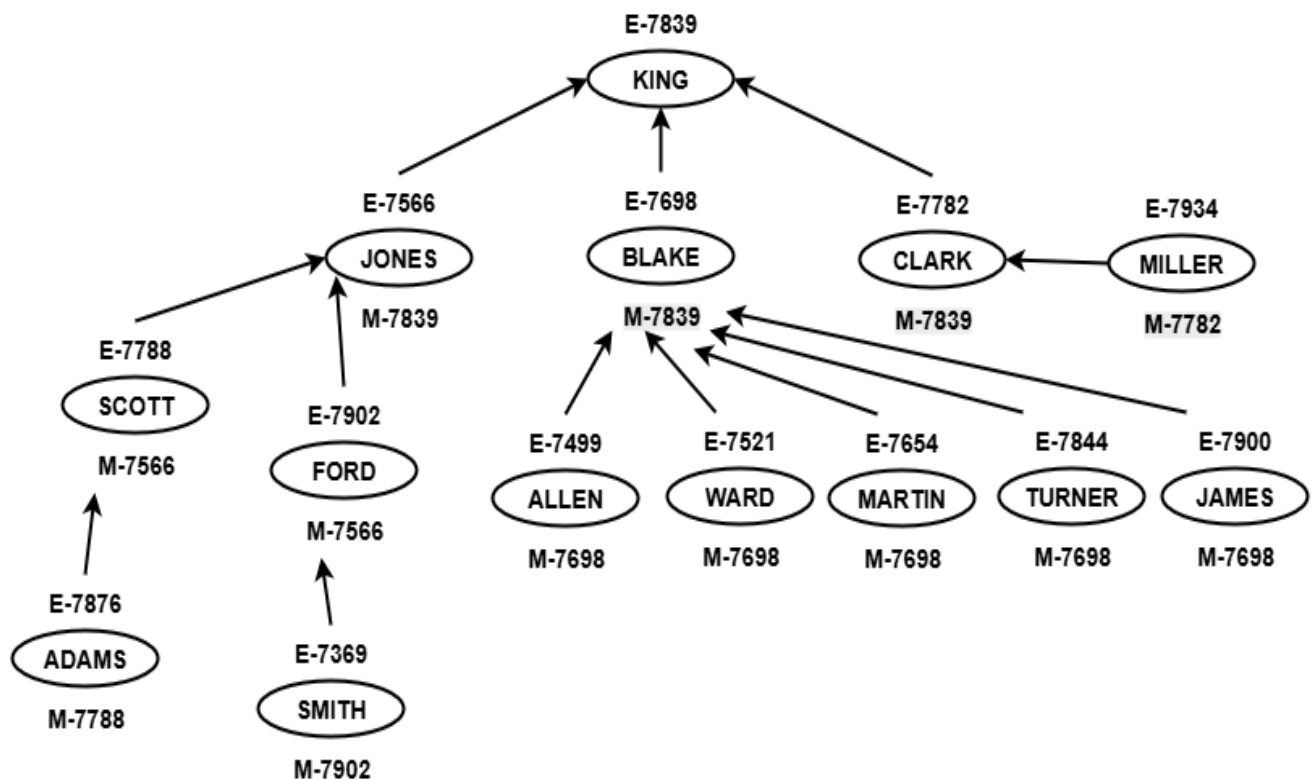 E-7839
KING
E-7566
JONES
M-7839
E-7698
BLAKE
M-7839
E-7782
CLARK
M-7839
E-7934
MILLER
M-7782
E-7788
SCOTT
M-7566
E-7902
FORD
M-7566
E-7499
ALLEN
M-7698
E-7521
WARD
M-7698
E-7654
MARTIN
M-7698
E-7844
TURNER
M-7698
E-7900
JAMES
M-7698
E-7876
ADAMS
M-7788
E-7369
SMITH
M-7902